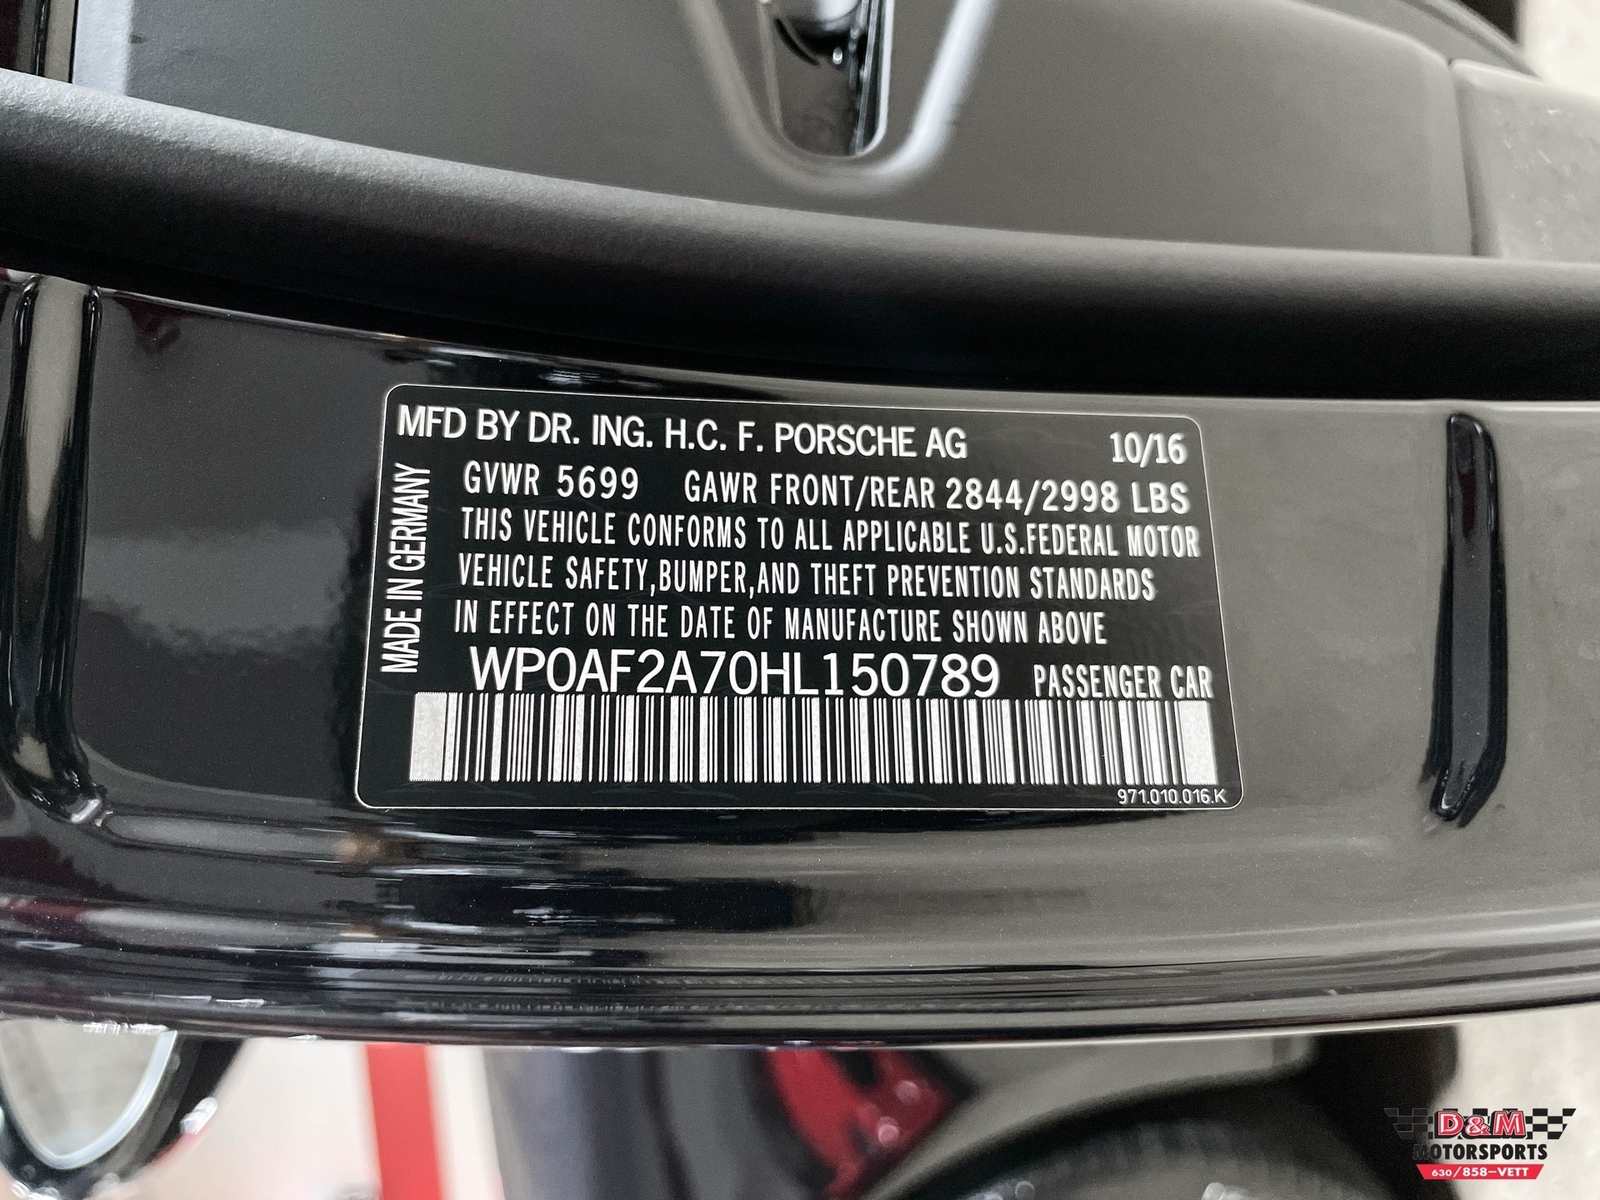 MFD BY DR. ING. H.C. F. PORSCHE AG 10/16
GVWR 5699 GAWR FRONT/REAR 2844/2998 LBS
THIS VEHICLE CONFORMS TO ALL APPLICABLE U.S.FEDERAL MOTOR
VEHICLE SAFETY,BUMPER,AND THEFT PREVENTION STANDARDS
IN EFFECT ON THE DATE OF MANUFACTURE SHOWN ABOVE
MADE IN GERMANY
WP0AF2A70HL150789 PASSENGER CAR
971.010.016.K
D&M
MOTORSPORTS
630/858-VETT